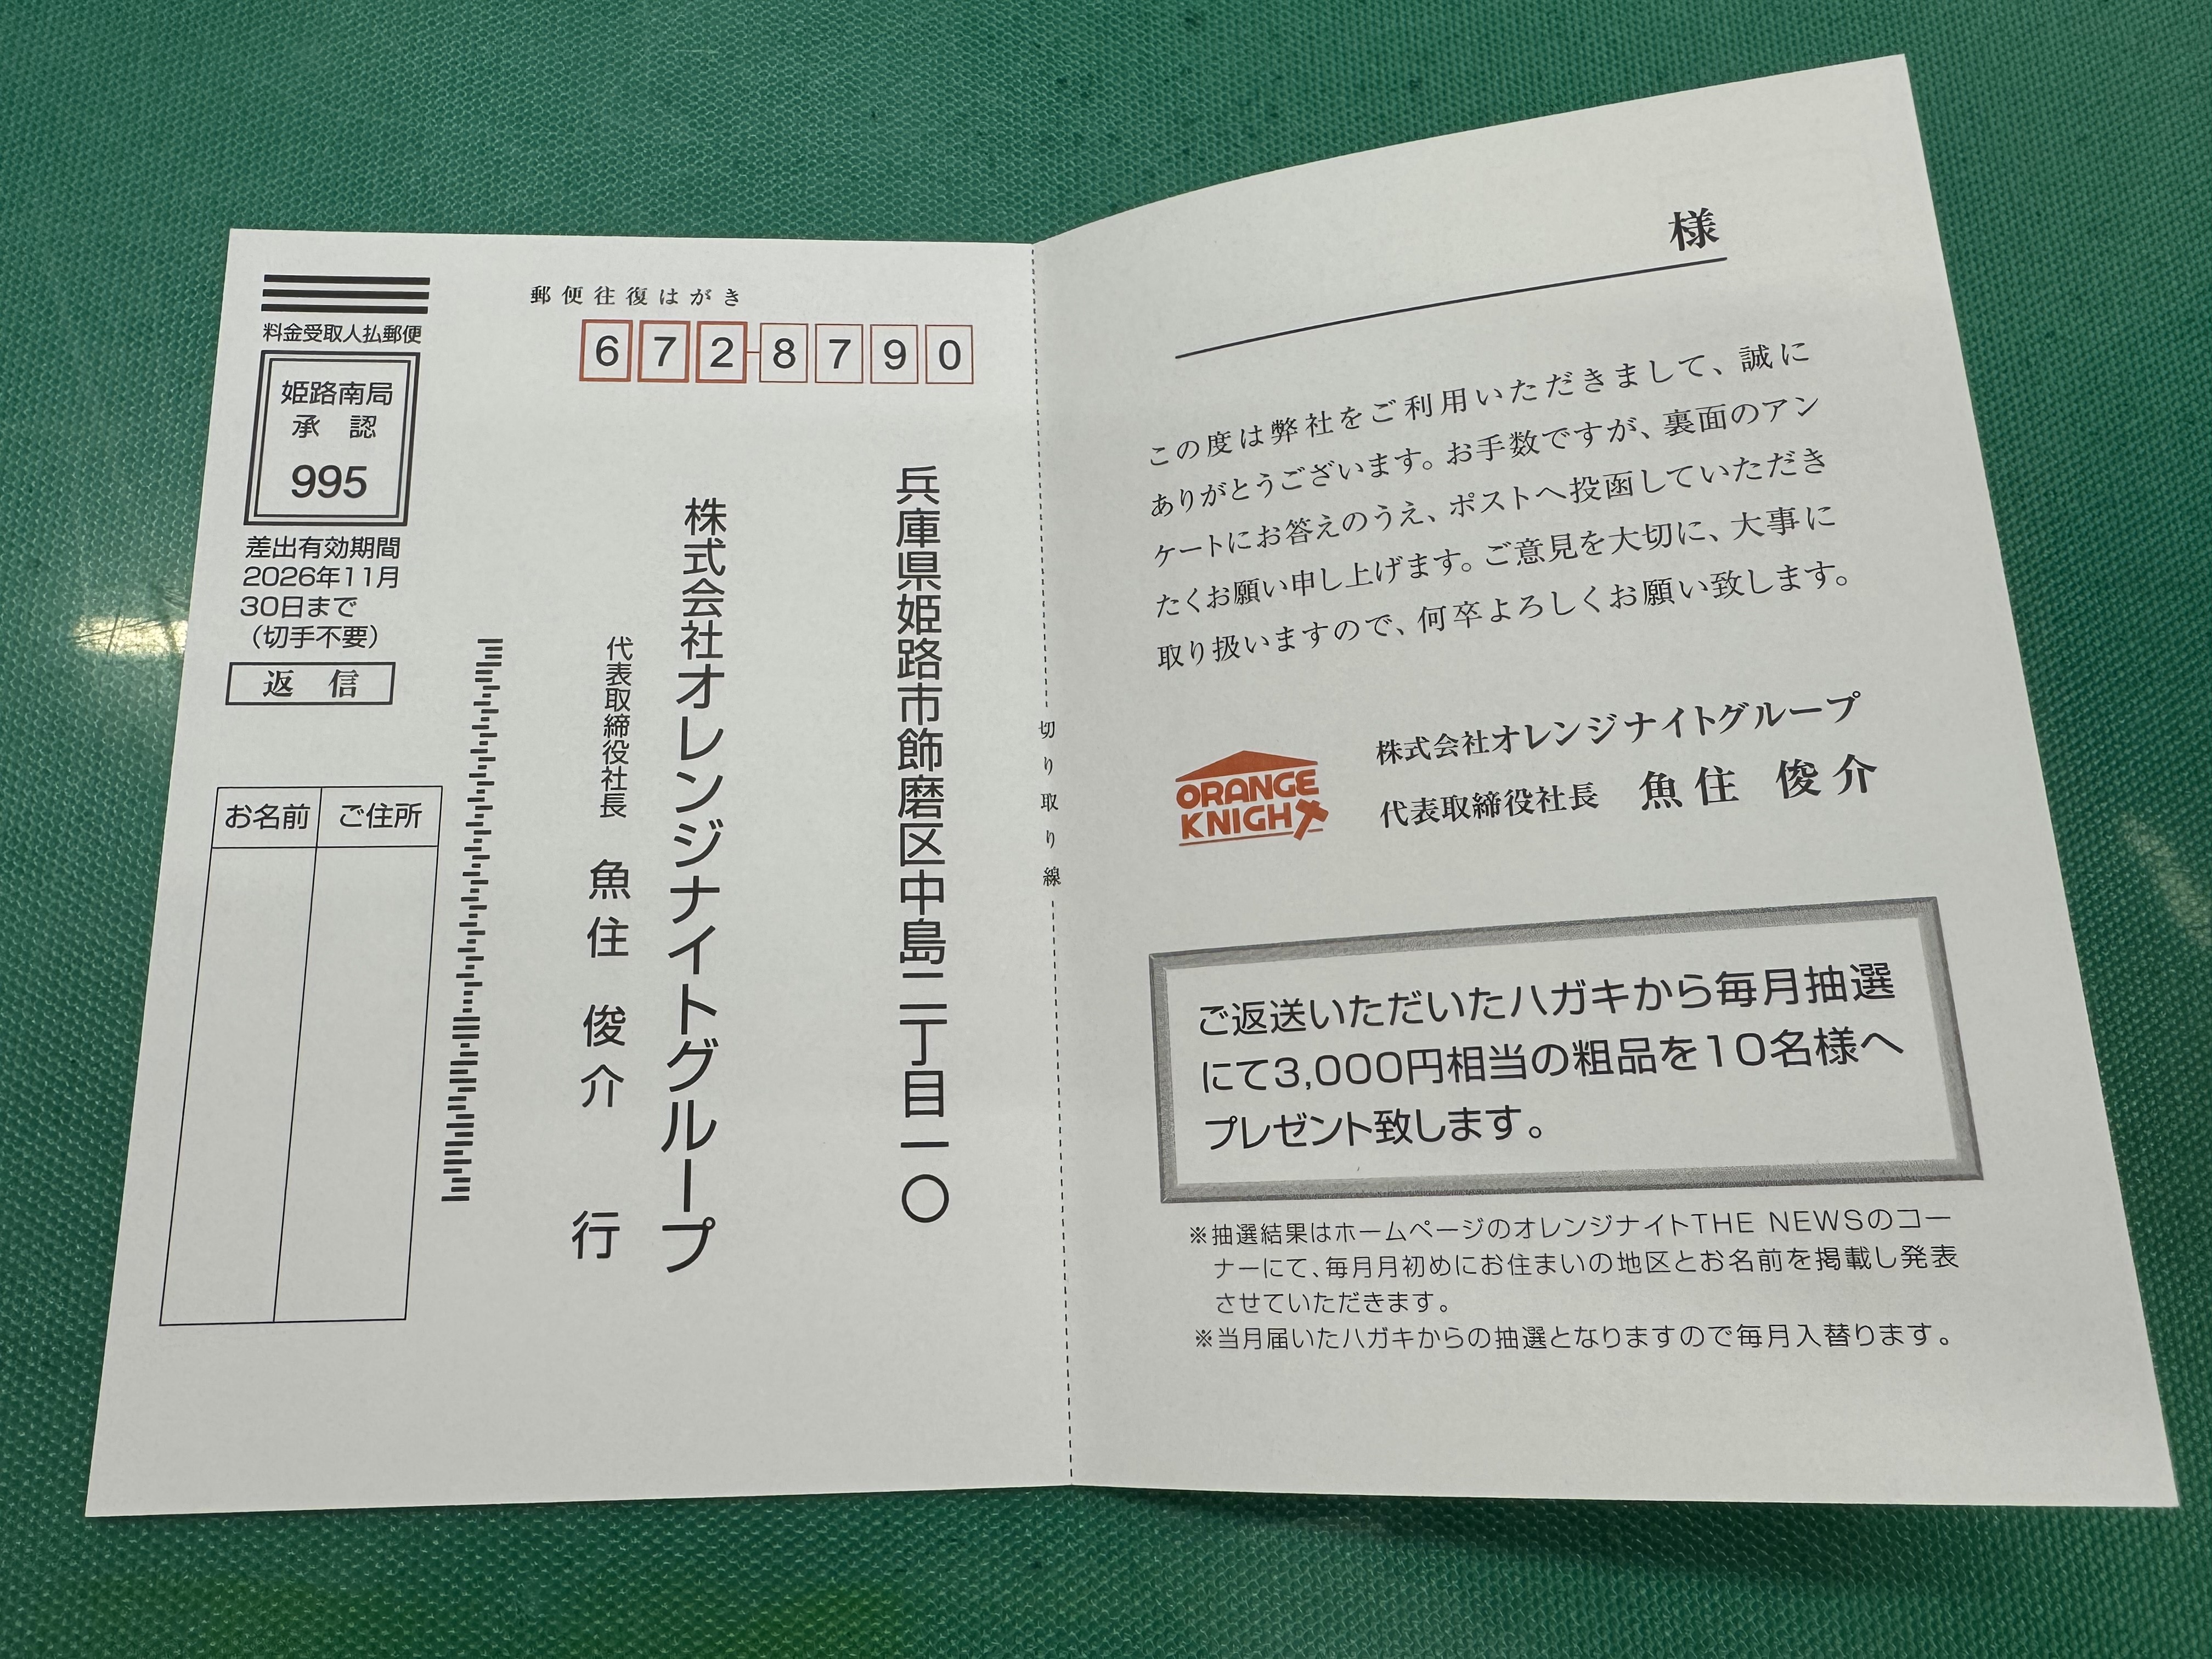 郵便往復はがき
672-8790
料金受取人払郵便
姫路南局
承 認
995
差出有効期間
2026年11月
30日まで
（切手不要）
返 信
兵庫県姫路市飾磨区中島二丁目一〇
株式会社オレンジナイトグループ
代表取締役社長 魚住 俊介 行
お名前
ご住所
切り取り線
様
この度は弊社をご利用いただきまして、誠に
ありがとうございます。お手数ですが、裏面のアン
ケートにお答えのうえ、ポストへ投函していただき
たくお願い申し上げます。ご意見を大切に、大事に
取り扱いますので、何卒よろしくお願い致します。
ORANGE
KNIGHT
株式会社オレンジナイトグループ
代表取締役社長 魚住 俊介
ご返送いただいたハガキから毎月抽選
にて3,000円相当の粗品を10名様へ
プレゼント致します。
※抽選結果はホームページのオレンジナイトTHE NEWSのコー
ナーにて、毎月月初めにお住まいの地区とお名前を掲載し発表
させていただきます。
※当月届いたハガキからの抽選となりますので毎月入替ります。